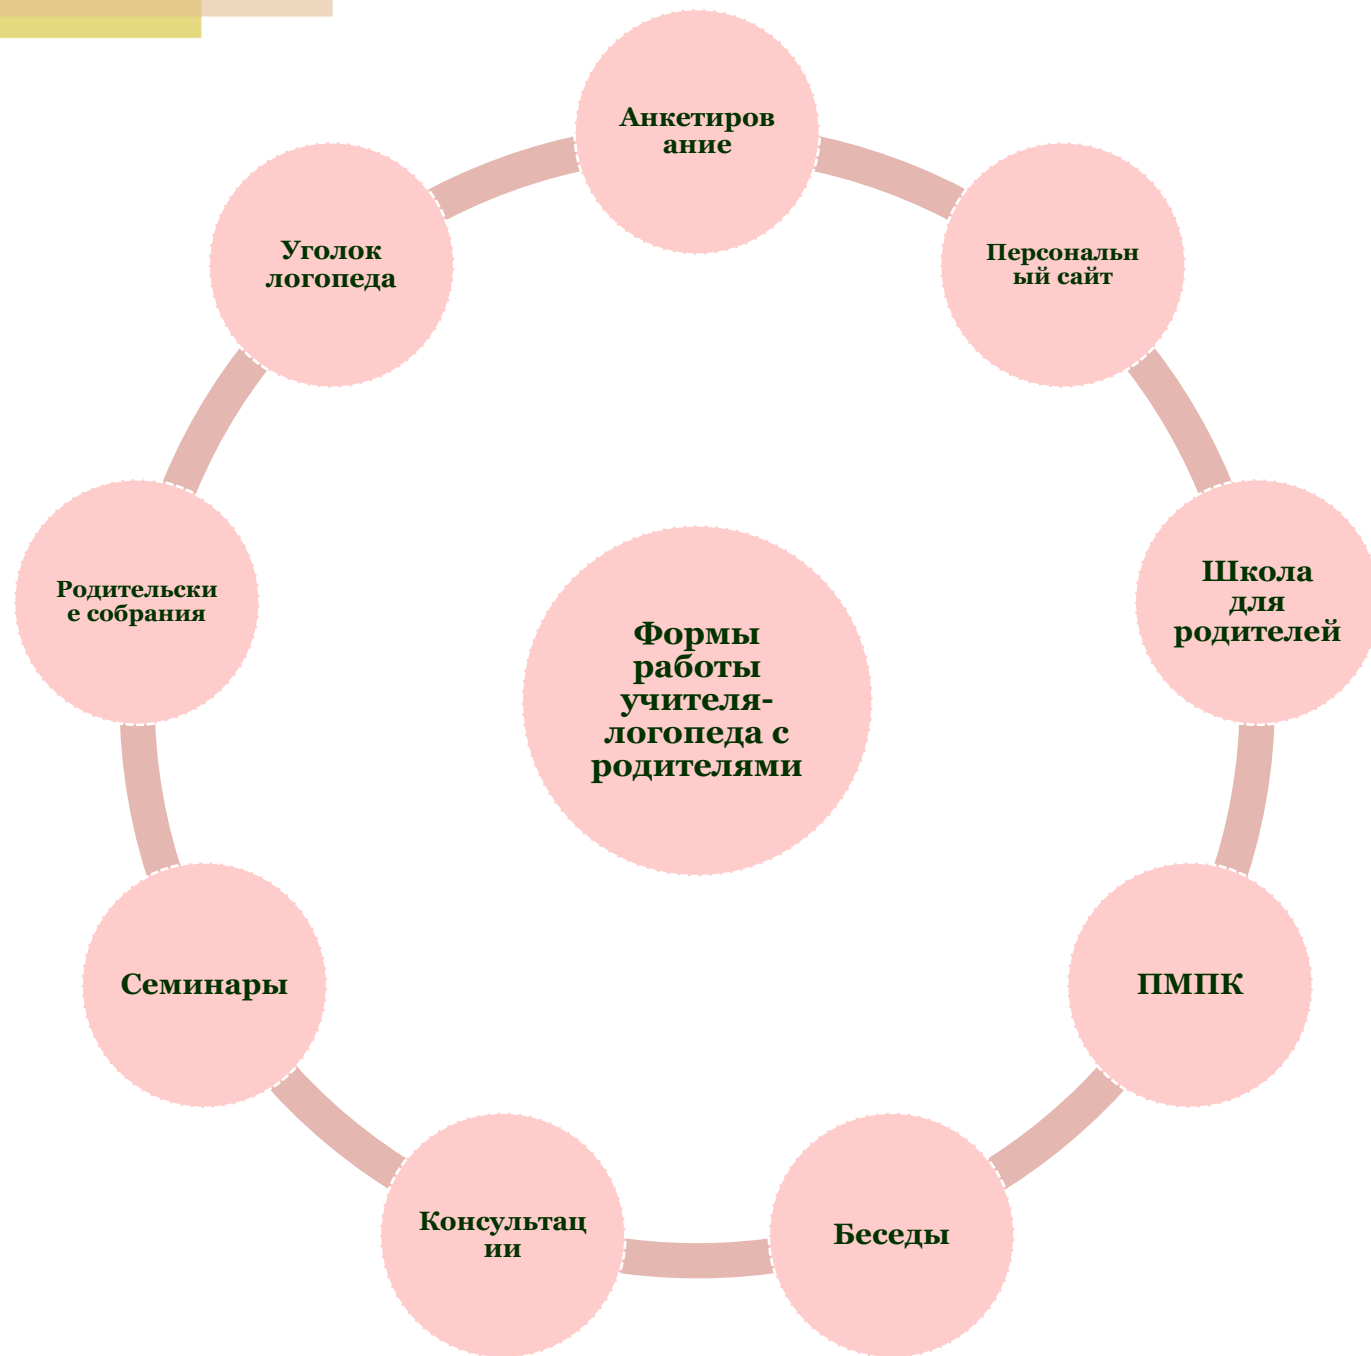 Анкетиров
ание
Персональн
ый сайт
Школа
для
родителей
ПМПК
Беседы
Консультац
ии
Семинары
Родительски
е собрания
Уголок
логопеда
Формы
работы
учителя-
логопеда с
родителями